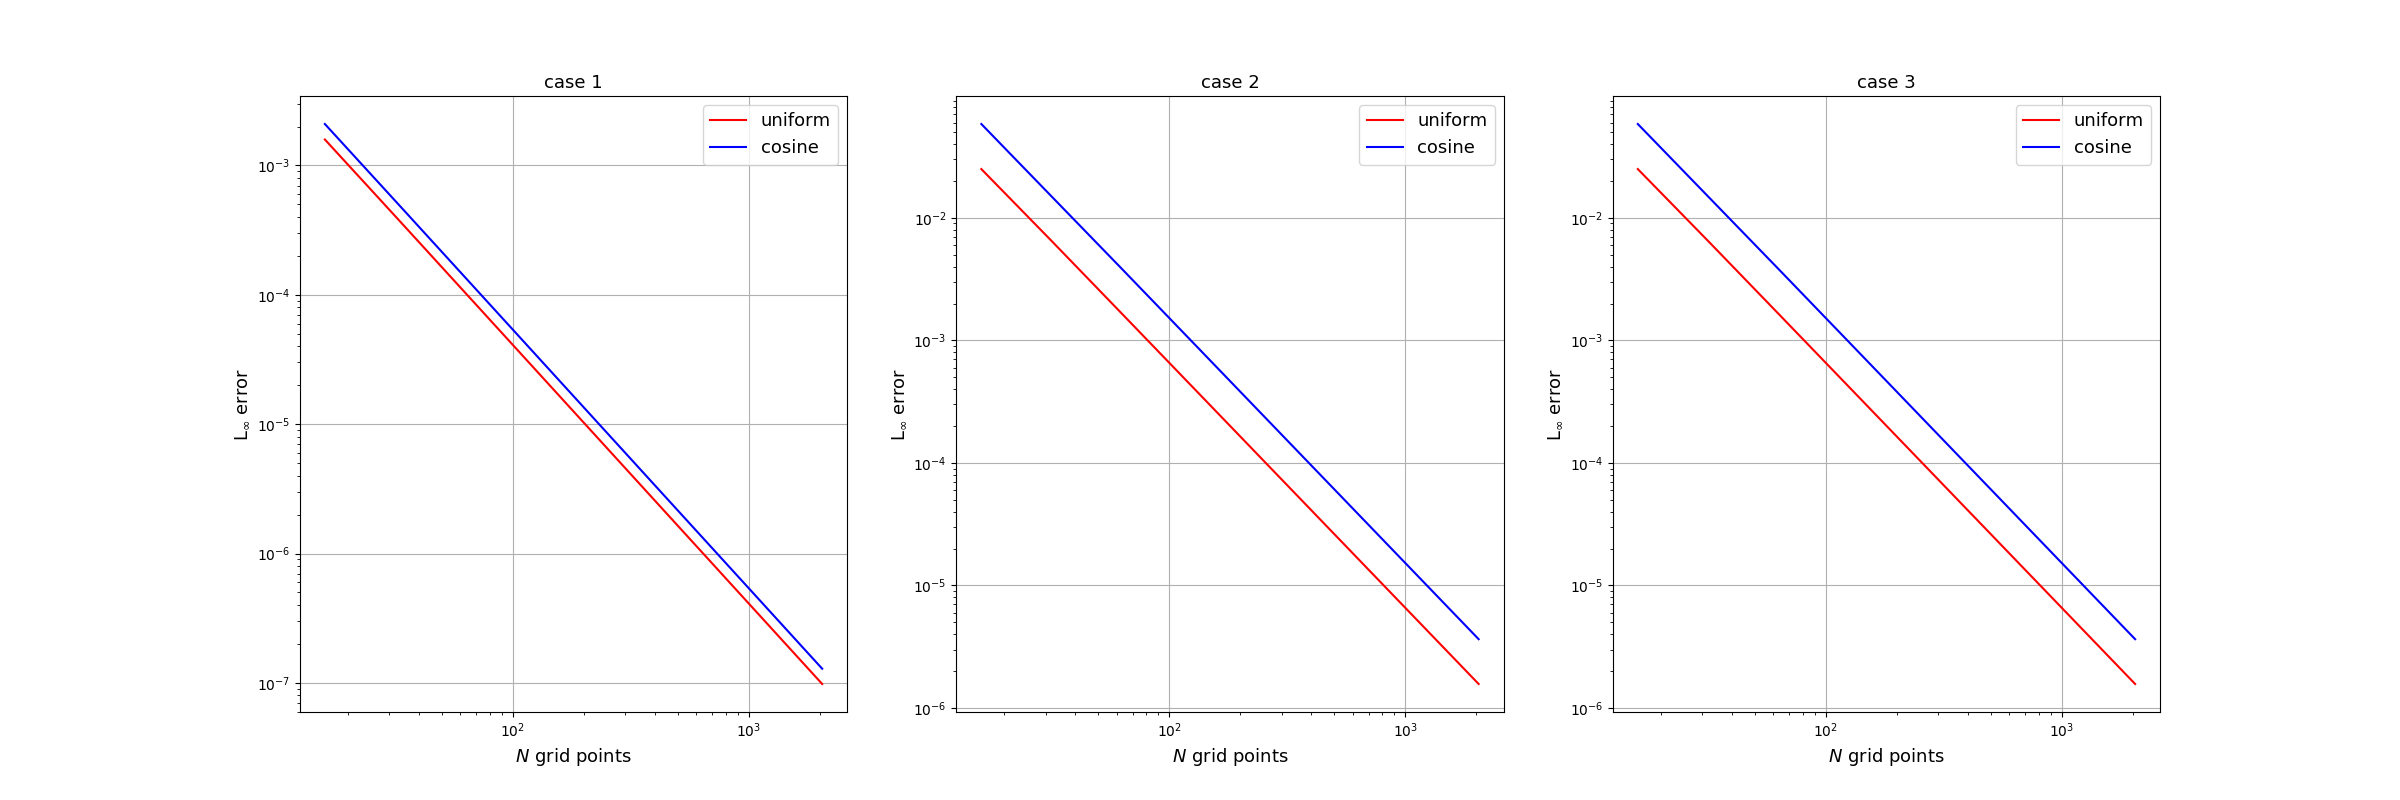 case 1
uniform
cosine
10⁻³
10⁻⁴
10⁻⁵
10⁻⁶
10⁻⁷
L∞ error
10²
10³
N grid points
case 2
uniform
cosine
10⁻²
10⁻³
10⁻⁴
10⁻⁵
10⁻⁶
L∞ error
10²
10³
N grid points
case 3
uniform
cosine
10⁻²
10⁻³
10⁻⁴
10⁻⁵
10⁻⁶
L∞ error
10²
10³
N grid points